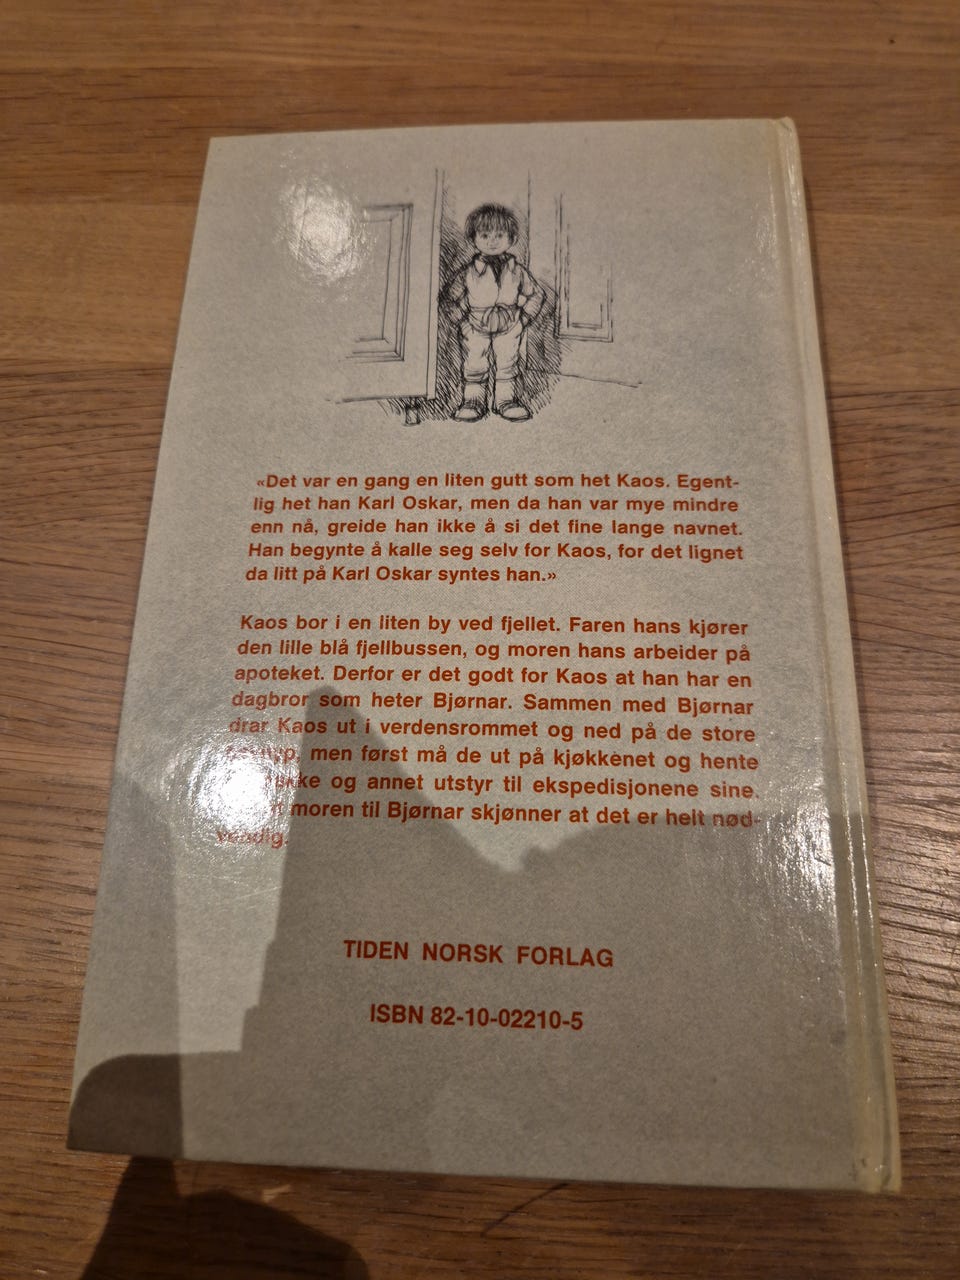 «Det var en gang en liten gutt som het Kaos. Egent-
lig het han Karl Oskar, men da han var mye mindre
enn nå, greide han ikke å si det fine lange navnet.
Han begynte å kalle seg selv for Kaos, for det lignet
da litt på Karl Oskar syntes han.»
Kaos bor i en liten by ved fjellet. Faren hans kjører
den lille blå fjellbussen, og moren hans arbeider på
apoteket. Derfor er det godt for Kaos at han har en
dagbror som heter Bjørnar. Sammen med Bjørnar
drar Kaos ut i verdensrommet og ned på de store
men først må de ut på kjøkkenet og hente
og annet utstyr til ekspedisjonene sine.
moren til Bjørnar skjønner at det er helt nød-
vendig.
TIDEN NORSK FORLAG
ISBN 82-10-02210-5